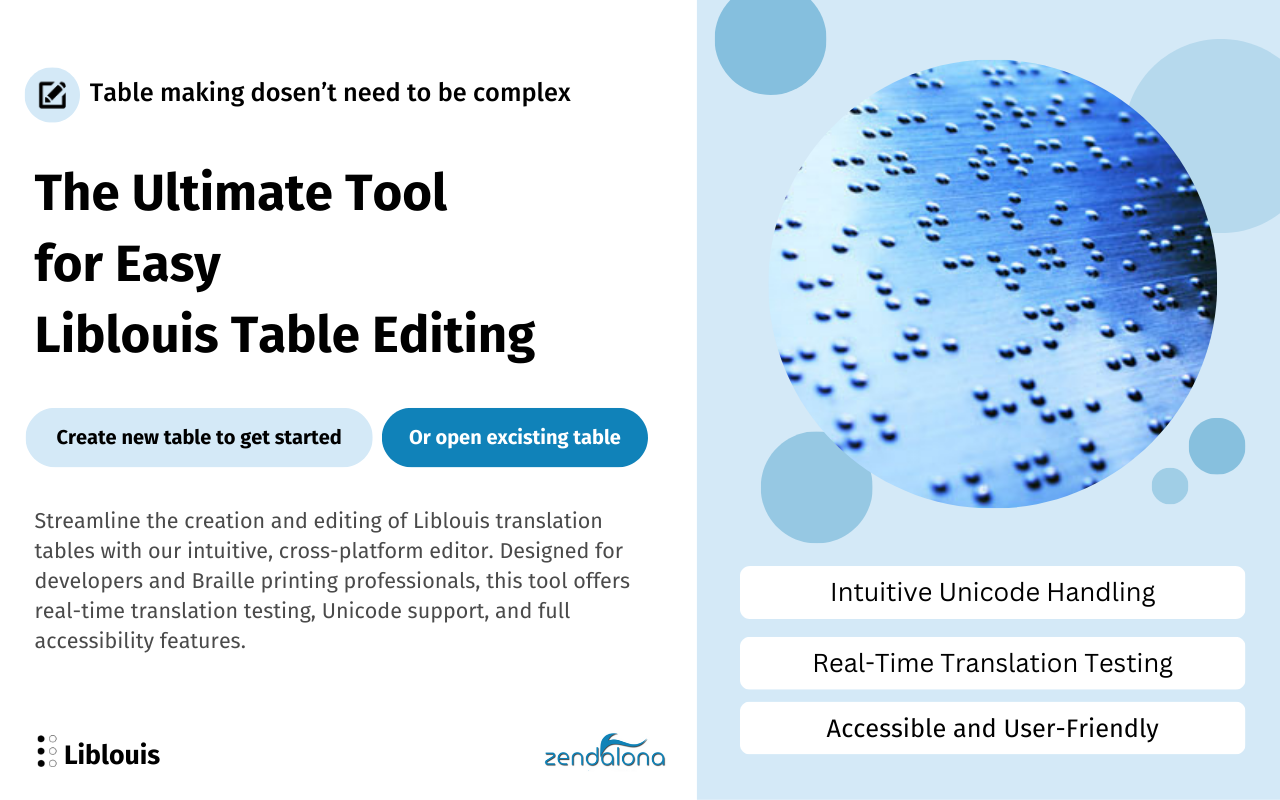 Table making dosen’t need to be complex
The Ultimate Tool
for Easy
Liblouis Table Editing
Create new table to get started
Or open excisting table
Streamline the creation and editing of Liblouis translation
tables with our intuitive, cross-platform editor. Designed for
developers and Braille printing professionals, this tool offers
real-time translation testing, Unicode support, and full
accessibility features.
Liblouis
zendalona
Intuitive Unicode Handling
Real-Time Translation Testing
Accessible and User-Friendly